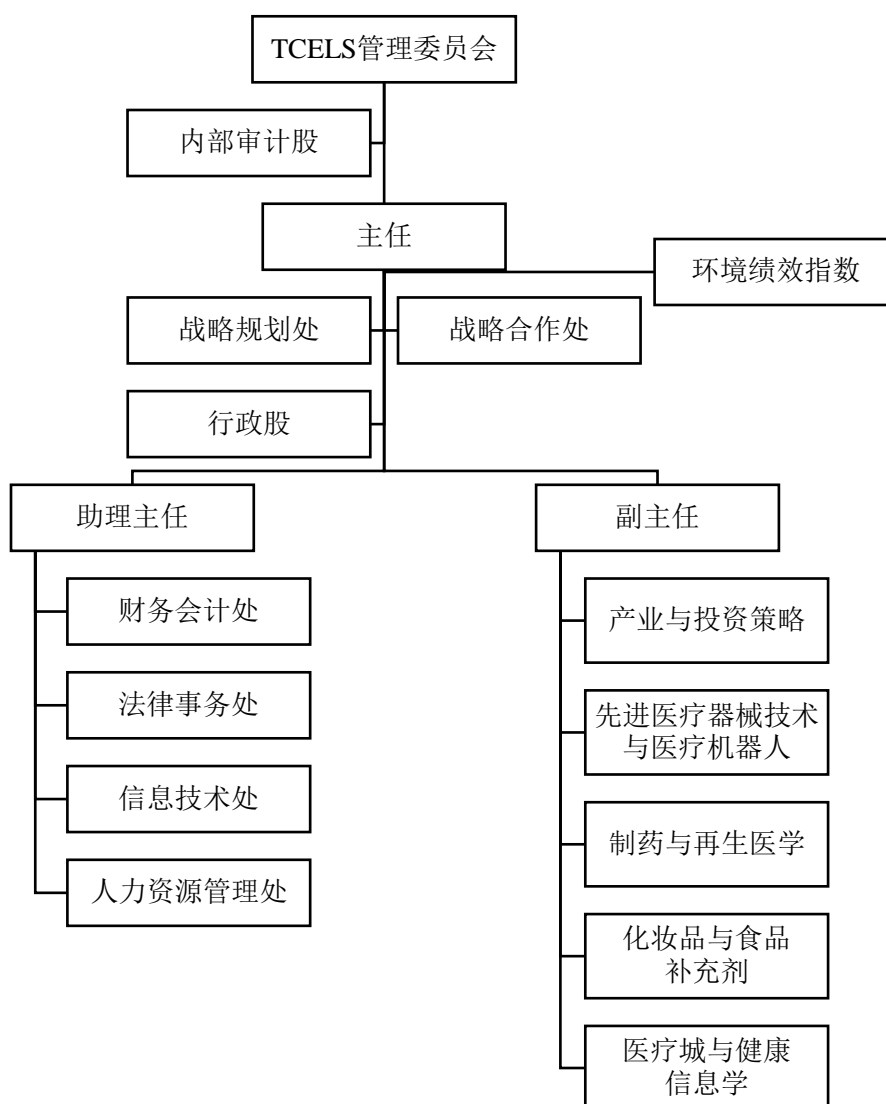 TCELS管理委员会
内部审计股
主任
环境绩效指数
战略规划处
战略合作处
行政股
助理主任
副主任
财务会计处
法律事务处
信息技术处
人力资源管理处
产业与投资策略
先进医疗器械技术
与医疗机器人
制药与再生医学
化妆品与食品
补充剂
医疗城与健康
信息学